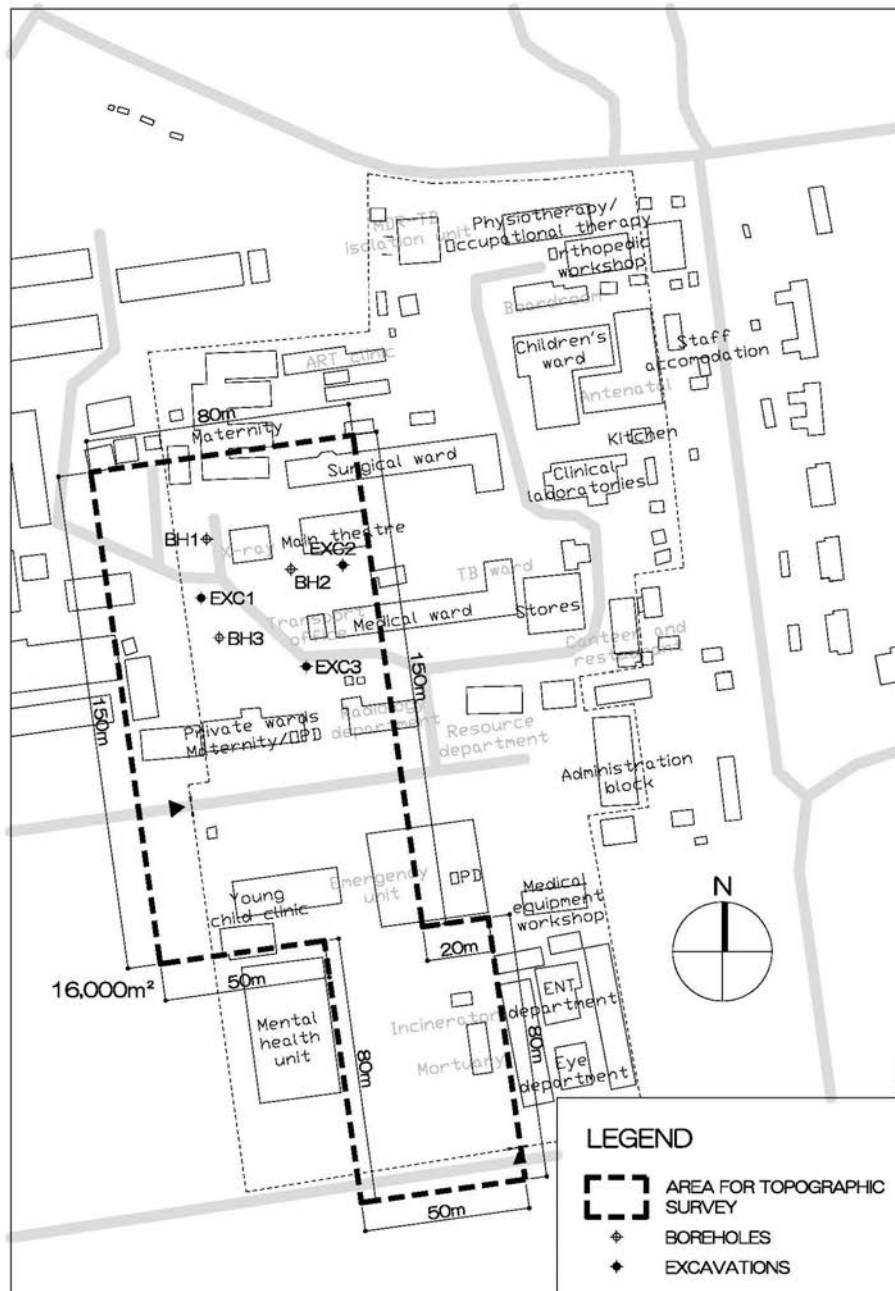 MDR-TB
isolation unit
Physiotherapy/
Occupational therapy
Orthopedic
workshop
Boardroom
Children's
ward
Staff
accomodation
ART clinic
Antenatal
80m
Maternity
Kitchen
Surgical ward
Clinical
laboratories
BH1
X-ray
Main theatre
EXC2
BH2
TB ward
EXC1
Transport
office
Medical ward
Stores
BH3
Canteen and
restaurant
EXC3
150m
150m
Private wards
Maternity/OPD
Radiology
department
Resource
department
Administration
block
Emergency
unit
OPD
Young
child clinic
Medical
equipment
workshop
N
20m
16,000m²
50m
ENT
department
Mental
health
unit
Incinerator
80m
80m
Mortuary
Eye
department
50m
LEGEND
AREA FOR TOPOGRAPHIC
SURVEY
BOREHOLES
EXCAVATIONS